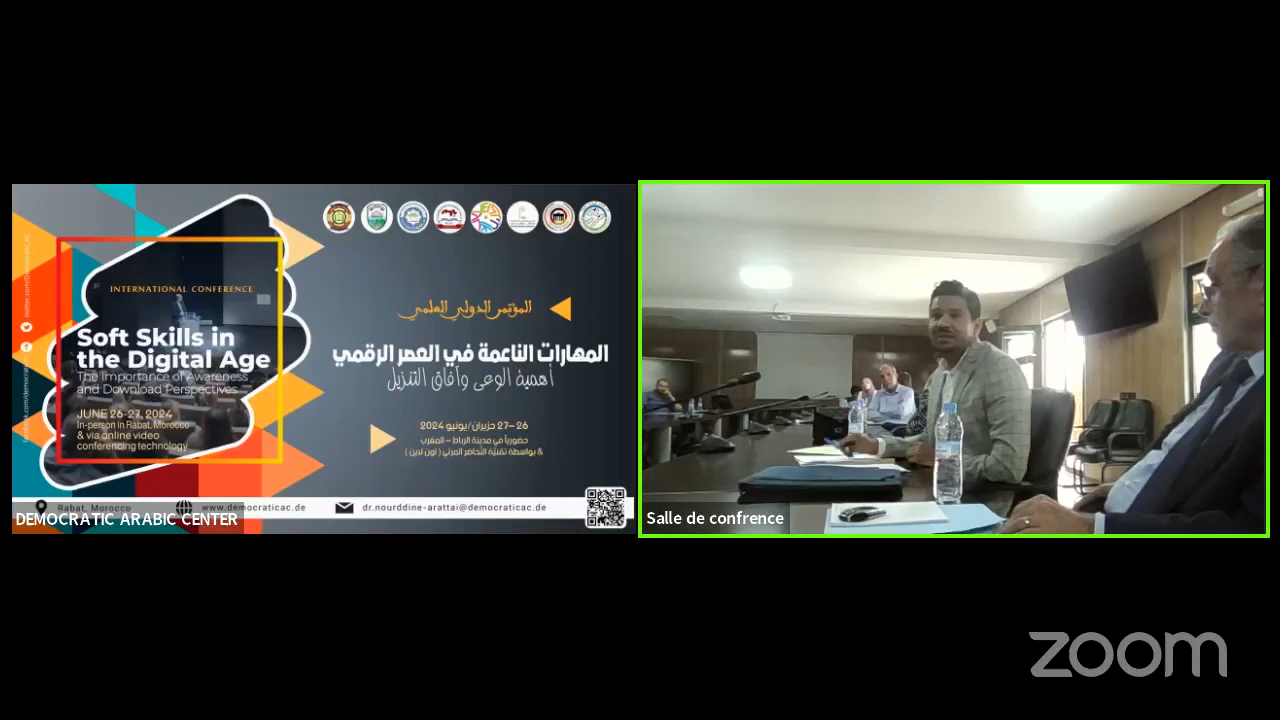 INTERNATIONAL CONFERENCE
Soft Skills in
the Digital Age
The Importance of Awareness
and Download Perspectives
JUNE 26-27, 2024
In-person in Rabat, Morocco
& via online video
conferencing technology
المؤتمر الدولي العلمي
المهارات الناعمة في العصر الرقمي
أهمية الوعي وآفاق التنزيل
26–27 حزيران/يونيو 2024
حضورياً في مدينة الرباط – المغرب
& بواسطة تقنيّة التّحاضر المرئي ( اون لاين )
Rabat, Morocco
www.democraticac.de
dr.nourddine-arattai@democraticac.de
DEMOCRATIC ARABIC CENTER
Salle de confrence
zoom